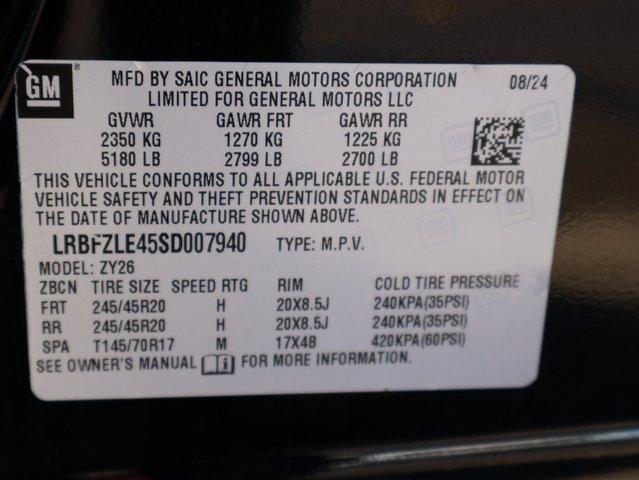 GM ®
MFD BY SAIC GENERAL MOTORS CORPORATION 08/24
LIMITED FOR GENERAL MOTORS LLC
GVWR GAWR FRT GAWR RR
2350 KG 1270 KG 1225 KG
5180 LB 2799 LB 2700 LB
THIS VEHICLE CONFORMS TO ALL APPLICABLE U.S. FEDERAL MOTOR
VEHICLE SAFETY AND THEFT PREVENTION STANDARDS IN EFFECT ON
THE DATE OF MANUFACTURE SHOWN ABOVE.
LRBFZLE45SD007940 TYPE: M.P.V.
MODEL: ZY26
ZBCN TIRE SIZE SPEED RTG RIM COLD TIRE PRESSURE
FRT 245/45R20 H 20X8.5J 240KPA(35PSI)
RR 245/45R20 H 20X8.5J 240KPA(35PSI)
SPA T145/70R17 M 17X4B 420KPA(60PSI)
SEE OWNER'S MANUAL FOR MORE INFORMATION.